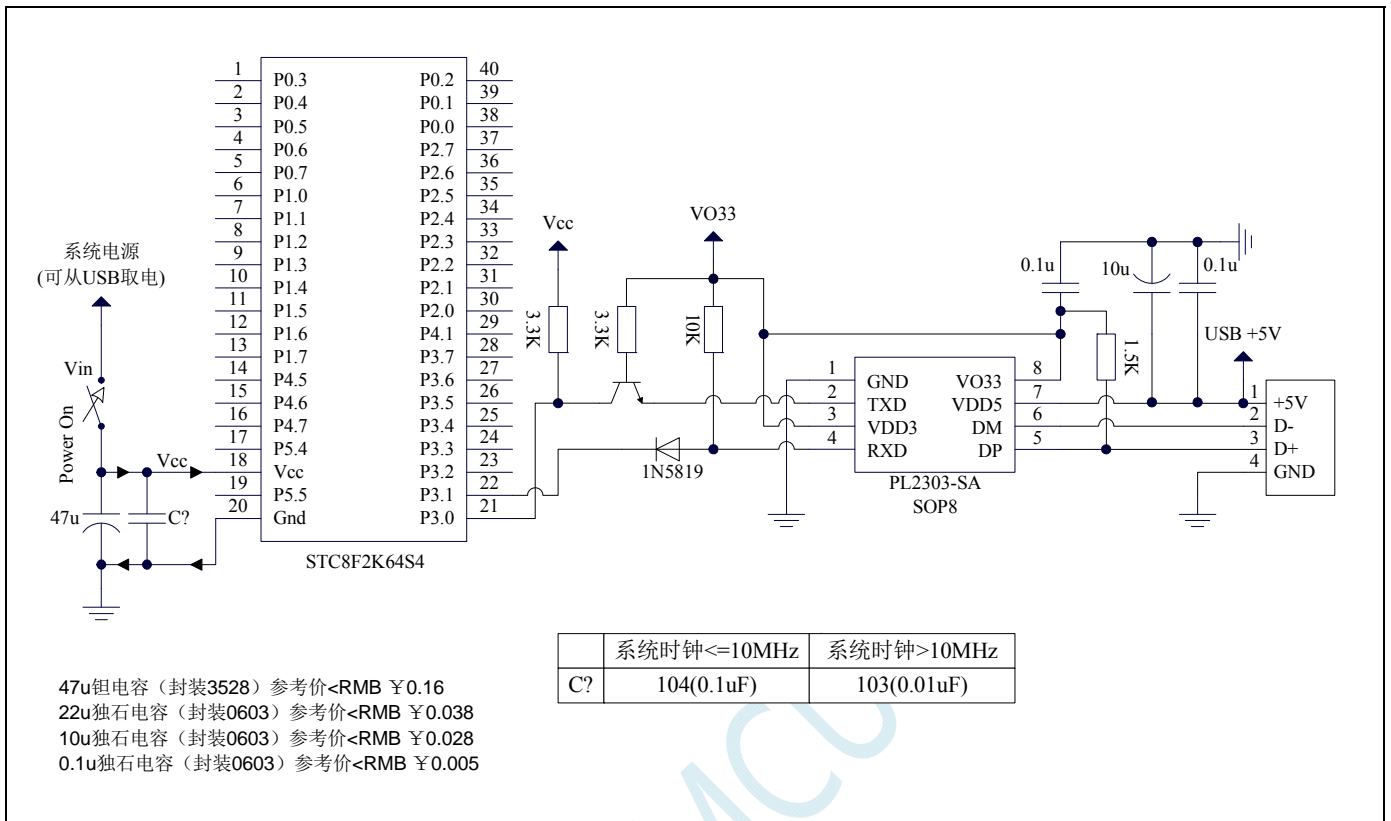 1 P0.3 P0.2 40
2 P0.4 P0.1 39
3 P0.5 P0.0 38
4 P0.6 P2.7 37
5 P0.7 P2.6 36
6 P1.0 P2.5 35
7 P1.1 P2.4 34
8 P1.2 P2.3 33
9 P1.3 P2.2 32
10 P1.4 P2.1 31
11 P1.5 P2.0 30
12 P1.6 P4.1 29
13 P1.7 P3.7 28
14 P4.5 P3.6 27
15 P4.6 P3.5 26
16 P4.7 P3.4 25
17 P5.4 P3.3 24
18 Vcc P3.2 23
19 P5.5 P3.1 22
20 Gnd P3.0 21
STC8F2K64S4
系统电源
(可从USB取电)
Vin
Power On
Vcc
47u
C?
Vcc
VO33
3.3K
3.3K
10K
1N5819
0.1u
10u
0.1u
1.5K
USB +5V
1 GND VO33 8
2 TXD VDD5 7
3 VDD3 DM 6
4 RXD DP 5
PL2303-SA
SOP8
1 +5V
2 D-
3 D+
4 GND
系统时钟<=10MHz 系统时钟>10MHz
C? 104(0.1uF) 103(0.01uF)
47u钽电容（封装3528）参考价<RMB ￥0.16
22u独石电容（封装0603）参考价<RMB ￥0.038
10u独石电容（封装0603）参考价<RMB ￥0.028
0.1u独石电容（封装0603）参考价<RMB ￥0.005
MCU